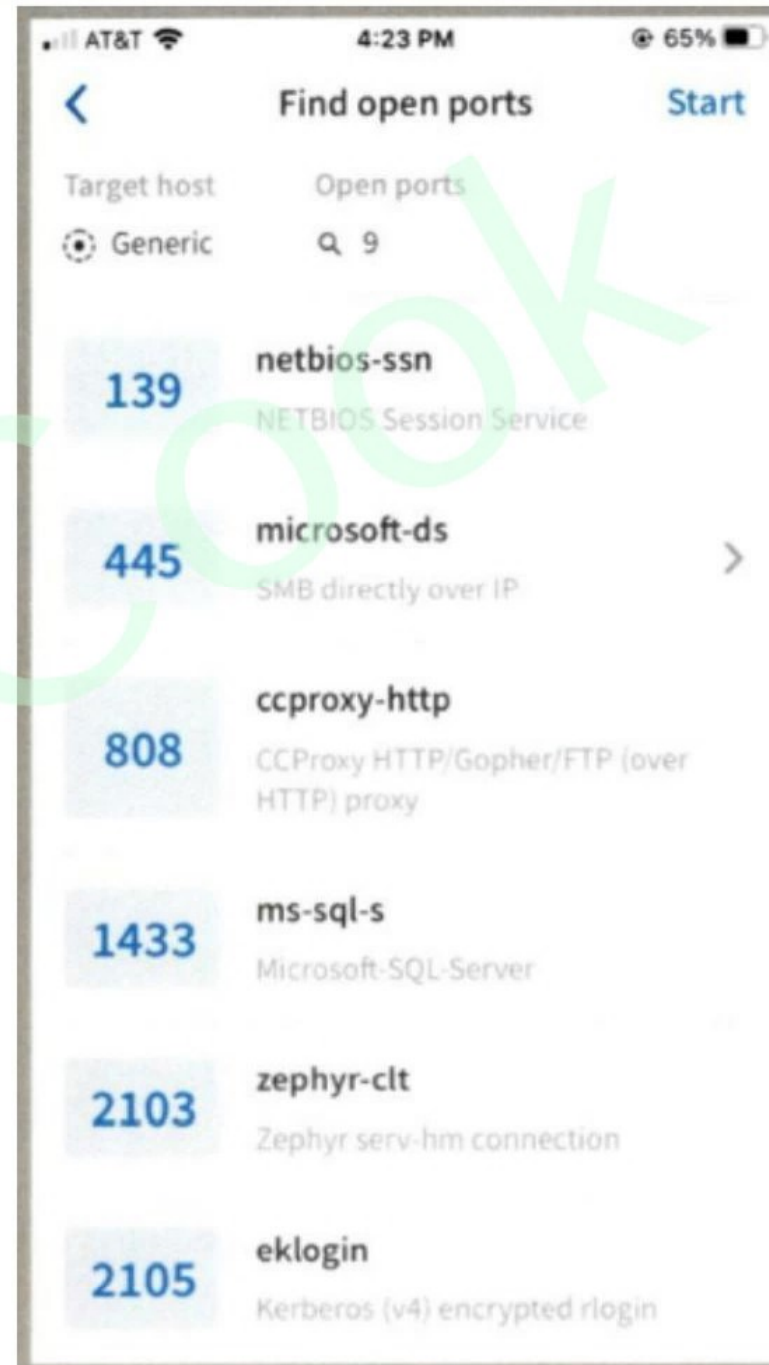 AT&T 4:23 PM 65%
Find open ports Start
Target host Open ports
Generic 9
139 netbios-ssn
NETBIOS Session Service
445 microsoft-ds
SMB directly over IP
808 ccproxy-http
CCProxy HTTP/Gopher/FTP (over
HTTP) proxy
1433 ms-sql-s
Microsoft-SQL-Server
2103 zephyr-clt
Zephyr serv-hm connection
2105 eklogin
Kerberos (v4) encrypted rlogin
Cook